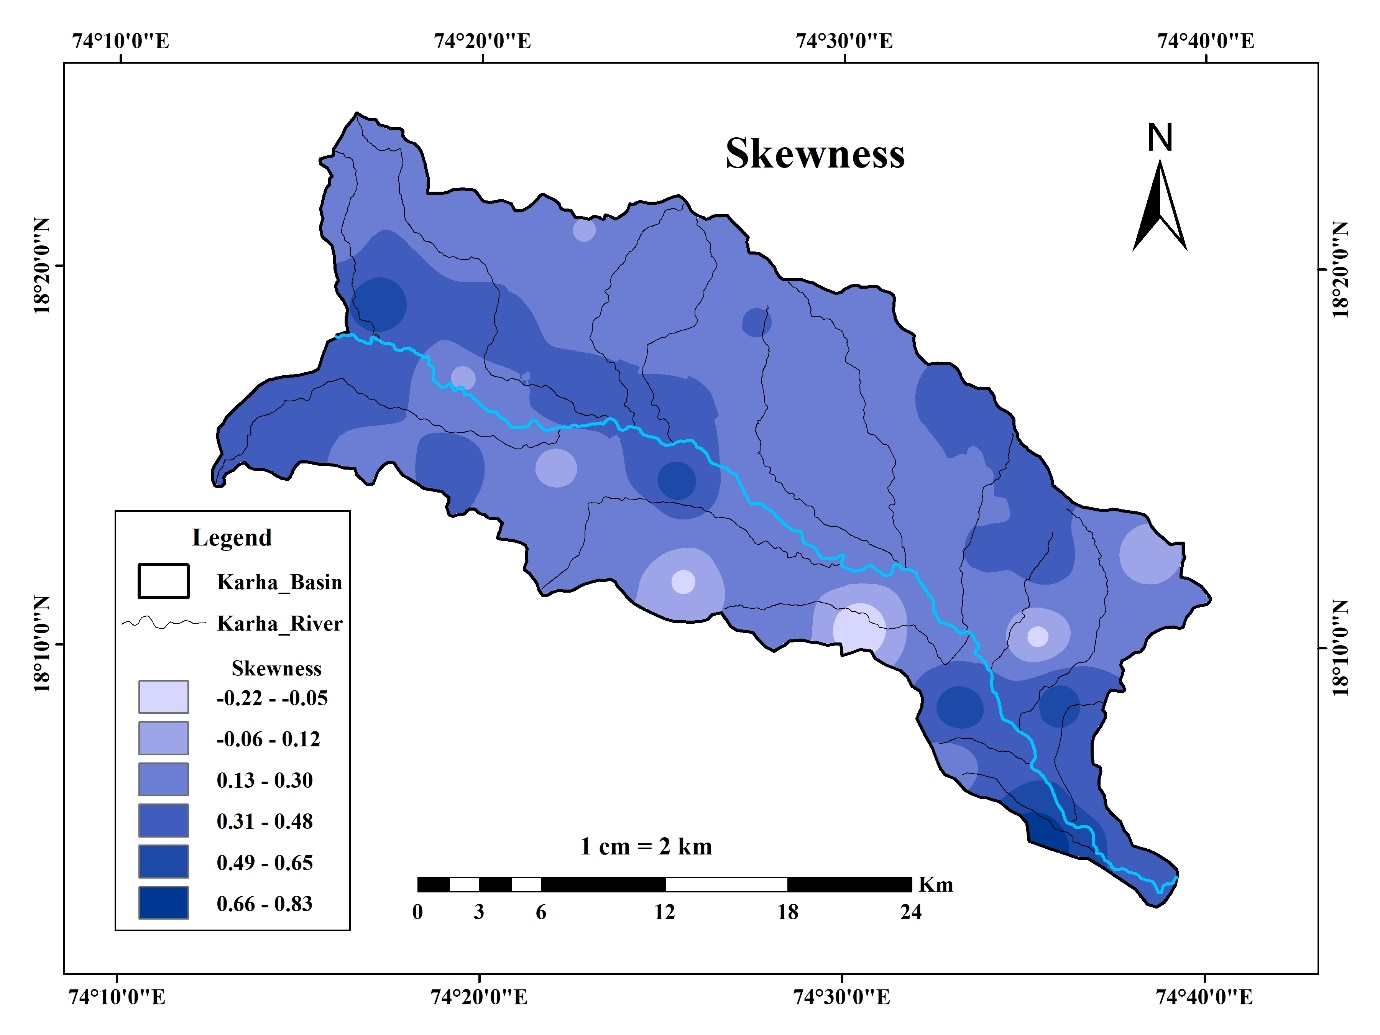 74°10'0"E 74°20'0"E 74°30'0"E 74°40'0"E
Skewness
N
18°20'0"N 18°20'0"N
18°10'0"N 18°10'0"N
Legend
Karha_Basin
Karha_River
Skewness
-0.22 - -0.05
-0.06 - 0.12
0.13 - 0.30
0.31 - 0.48
0.49 - 0.65
0.66 - 0.83
1 cm = 2 km
Km
0 3 6 12 18 24
74°10'0"E 74°20'0"E 74°30'0"E 74°40'0"E